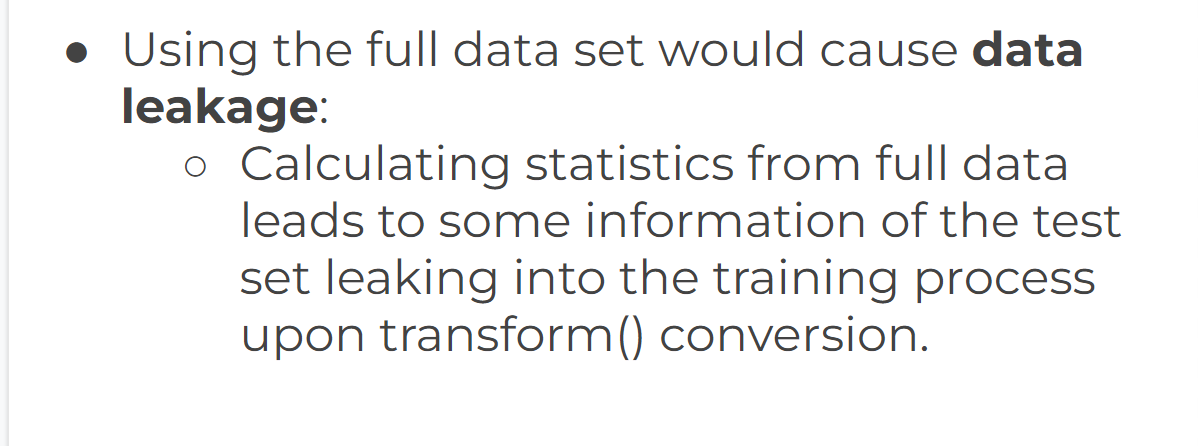 ● Using the full data set would cause data
leakage:
○ Calculating statistics from full data
leads to some information of the test
set leaking into the training process
upon transform() conversion.